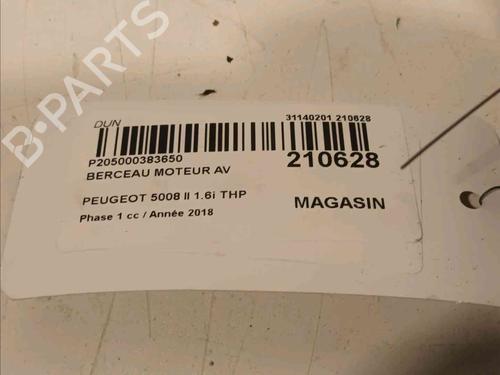 B-PARTS
DUN
P205000383650
BERCEAU MOTEUR AV
PEUGEOT 5008 II 1.6i THP
Phase 1 cc / Année 2018
31140201 210628
210628
MAGASIN